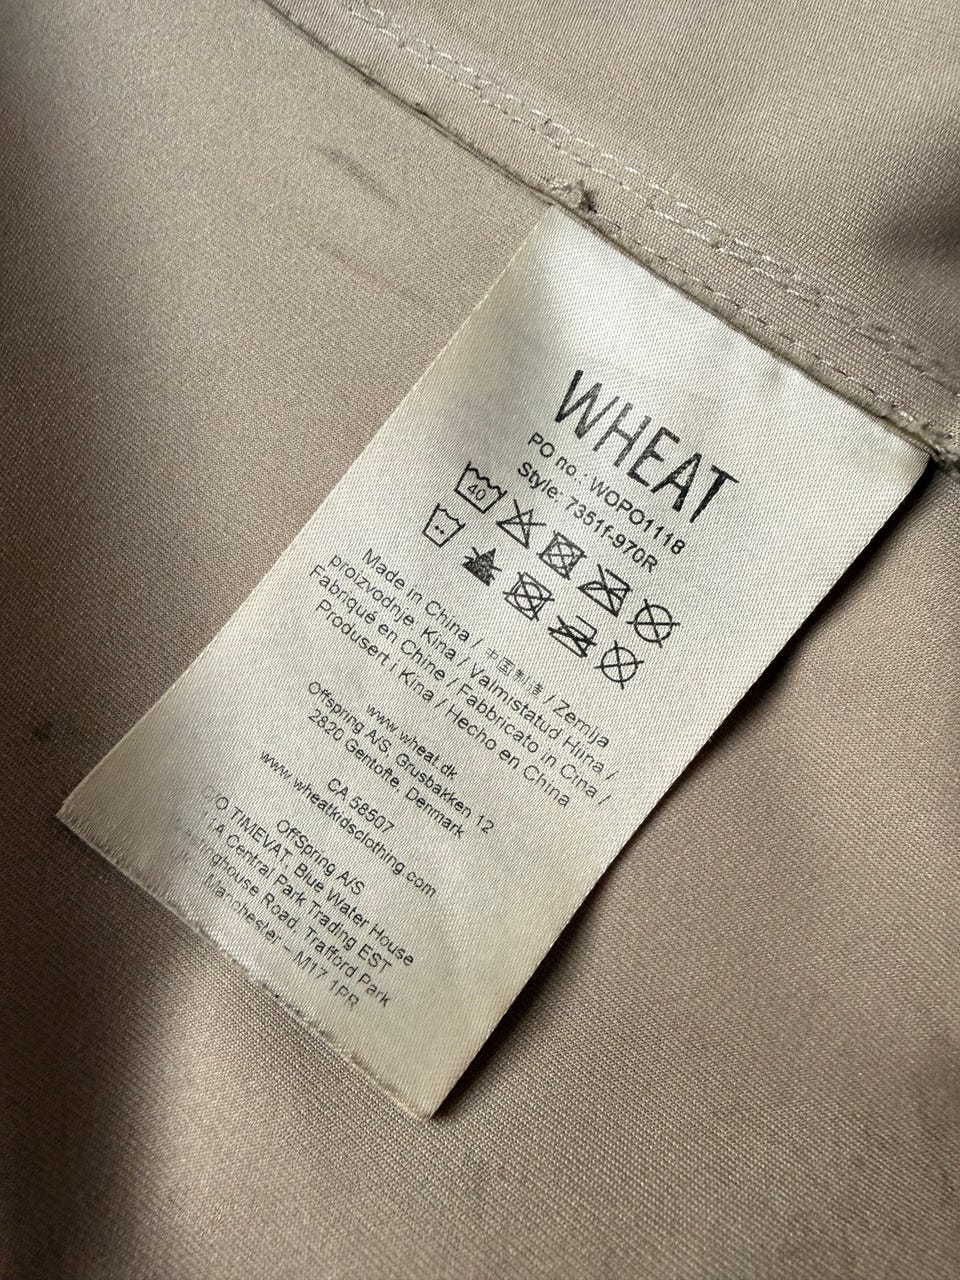 WHEAT
PO no.: WOPO1118
Style: 7351f-970R
40
Made in China / 中国制造 / Zemlja
proizvodnje: Kina / Valmistatud Hiina /
Fabriqué en Chine / Fabbricato in Cina /
Produsert i Kina / Hecho en China
www.wheat.dk
Offspring A/S, Grusbakken 12
2820 Gentofte, Denmark
CA 58507
www.wheatkidsclothing.com
OffSpring A/S
TIMEVAT. Blue Water House
Central Park Trading EST
Road, Trafford Park
Manchester – M17 1PR